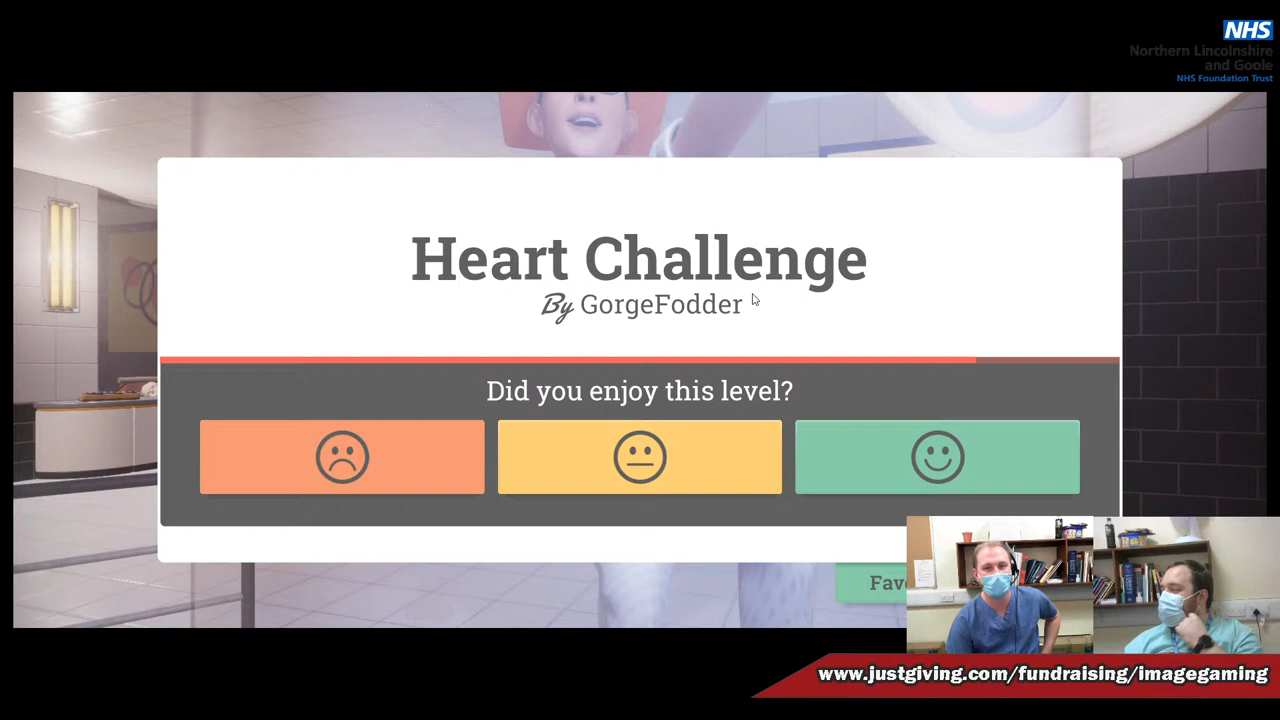 NHS
Northern Lincolnshire
and Goole
NHS Foundation Trust
Heart Challenge
By GorgeFodder
Did you enjoy this level?
Fav
www.justgiving.com/fundraising/imagegaming